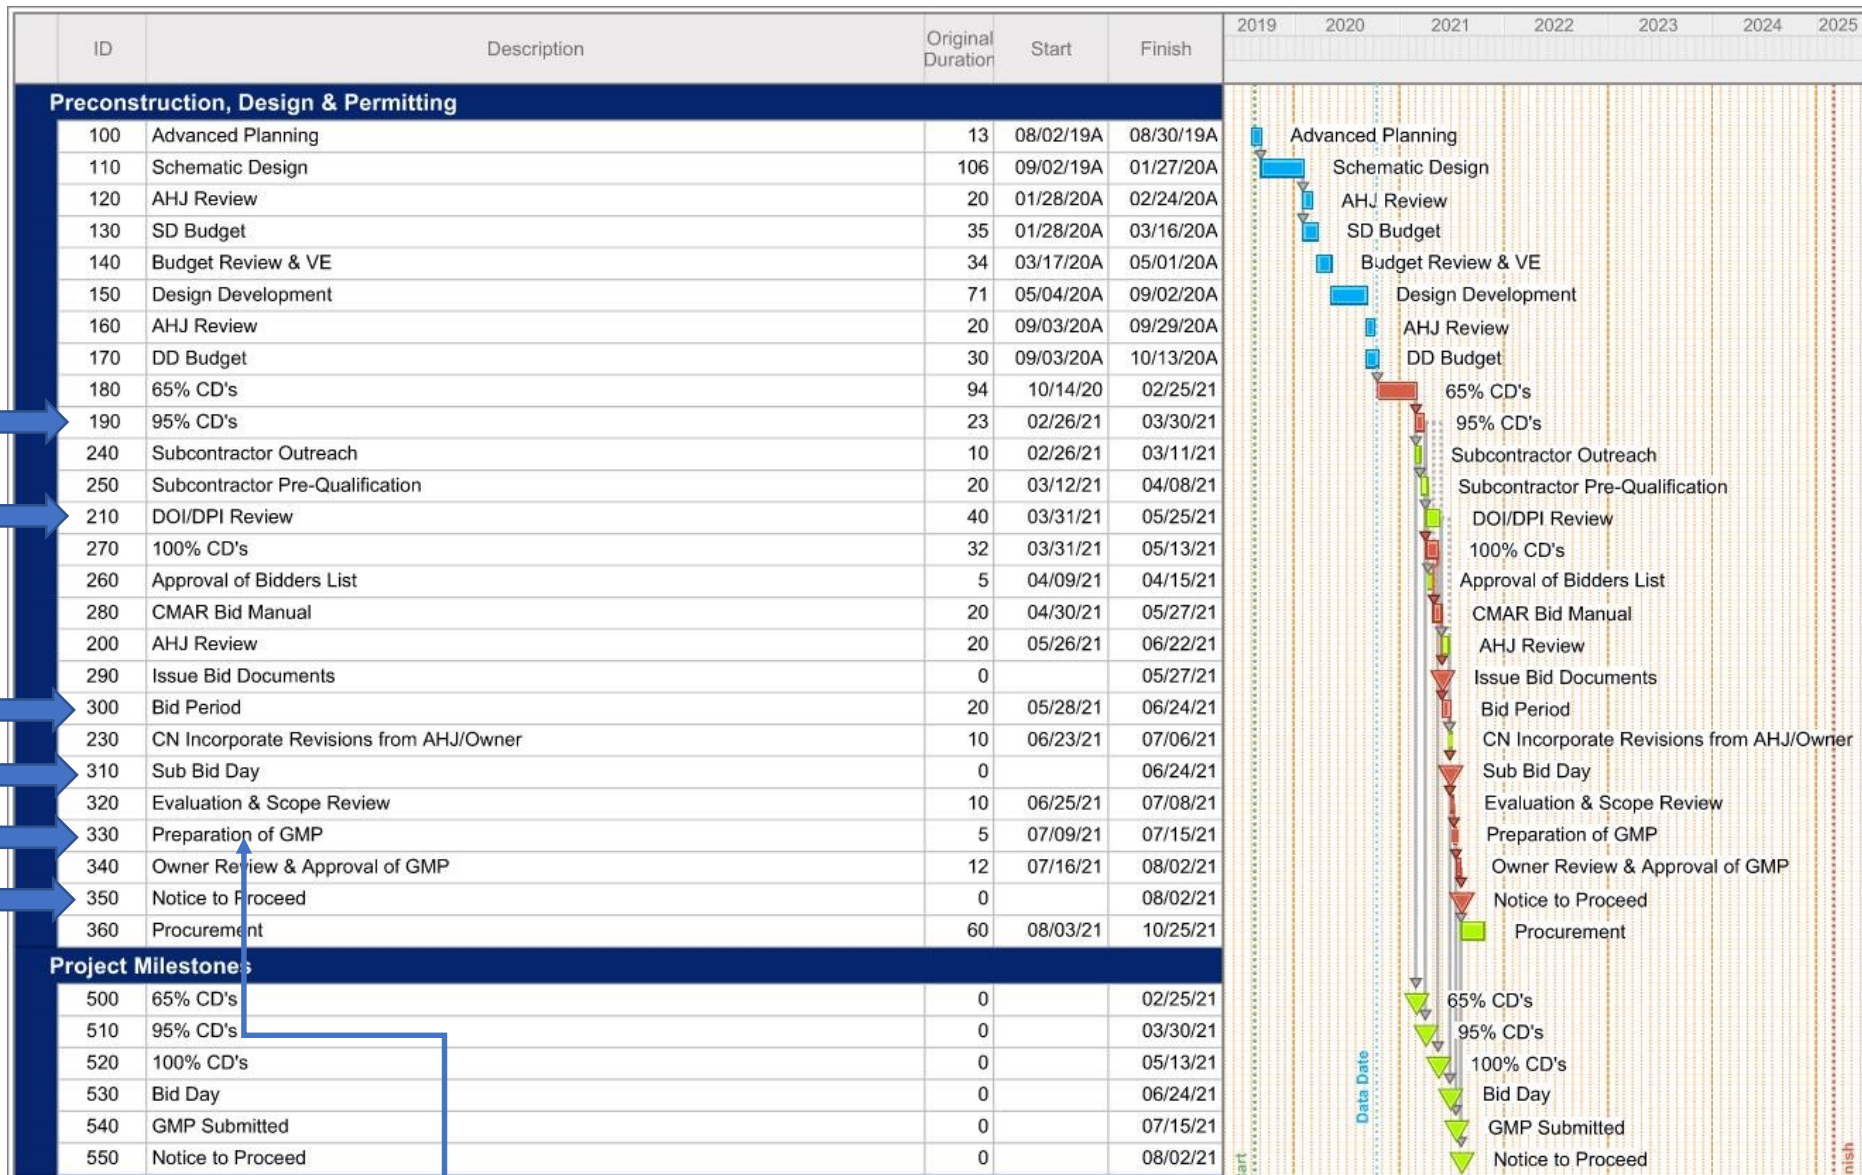 ID Description Original Duration Start Finish 2019 2020 2021 2022 2023 2024 2025
Preconstruction, Design & Permitting
100 Advanced Planning 13 08/02/19A 08/30/19A Advanced Planning
110 Schematic Design 106 09/02/19A 01/27/20A Schematic Design
120 AHJ Review 20 01/28/20A 02/24/20A AHJ Review
130 SD Budget 35 01/28/20A 03/16/20A SD Budget
140 Budget Review & VE 34 03/17/20A 05/01/20A Budget Review & VE
150 Design Development 71 05/04/20A 09/02/20A Design Development
160 AHJ Review 20 09/03/20A 09/29/20A AHJ Review
170 DD Budget 30 09/03/20A 10/13/20A DD Budget
180 65% CD's 94 10/14/20 02/25/21 65% CD's
190 95% CD's 23 02/26/21 03/30/21 95% CD's
240 Subcontractor Outreach 10 02/26/21 03/11/21 Subcontractor Outreach
250 Subcontractor Pre-Qualification 20 03/12/21 04/08/21 Subcontractor Pre-Qualification
210 DOI/DPI Review 40 03/31/21 05/25/21 DOI/DPI Review
270 100% CD's 32 03/31/21 05/13/21 100% CD's
260 Approval of Bidders List 5 04/09/21 04/15/21 Approval of Bidders List
280 CMAR Bid Manual 20 04/30/21 05/27/21 CMAR Bid Manual
200 AHJ Review 20 05/26/21 06/22/21 AHJ Review
290 Issue Bid Documents 0 05/27/21 Issue Bid Documents
300 Bid Period 20 05/28/21 06/24/21 Bid Period
230 CN Incorporate Revisions from AHJ/Owner 10 06/23/21 07/06/21 CN Incorporate Revisions from AHJ/Owner
310 Sub Bid Day 0 06/24/21 Sub Bid Day
320 Evaluation & Scope Review 10 06/25/21 07/08/21 Evaluation & Scope Review
330 Preparation of GMP 5 07/09/21 07/15/21 Preparation of GMP
340 Owner Review & Approval of GMP 12 07/16/21 08/02/21 Owner Review & Approval of GMP
350 Notice to Proceed 0 08/02/21 Notice to Proceed
360 Procurement 60 08/03/21 10/25/21 Procurement
Project Milestones
500 65% CD's 0 02/25/21 65% CD's
510 95% CD's 0 03/30/21 95% CD's
520 100% CD's 0 05/13/21 100% CD's
530 Bid Day 0 06/24/21 Bid Day
540 GMP Submitted 0 07/15/21 GMP Submitted
550 Notice to Proceed 0 08/02/21 Notice to Proceed
Data Date